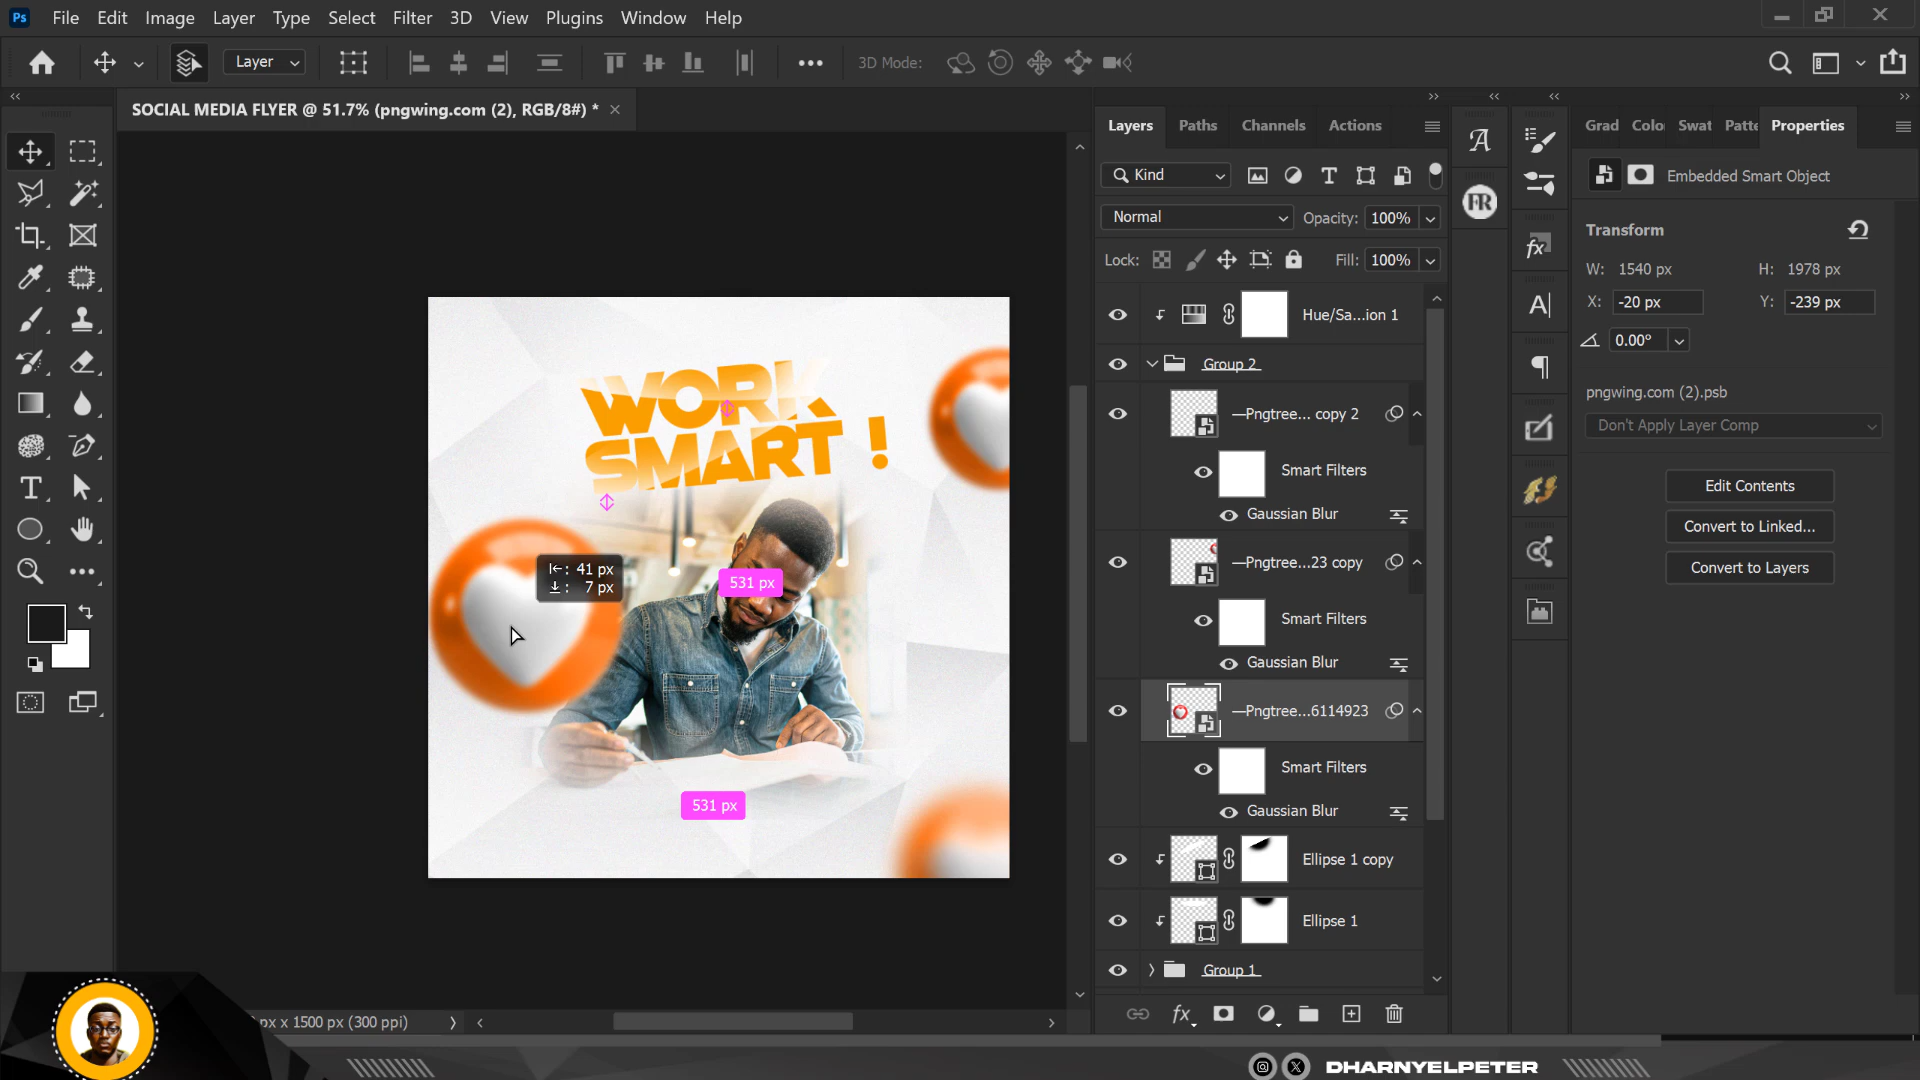 Ps File Edit Image Layer Type Select Filter 3D View Plugins Window Help
Layer 3D Mode:
SOCIAL MEDIA FLYER @ 51.7% (pngwing.com (2), RGB/8#) *
WORK
SMART !
41 px
7 px
531 px
531 px
px x 1500 px (300 ppi)
Layers Paths Channels Actions
Kind
Normal Opacity: 100%
Lock: Fill: 100%
Hue/Sa...ion 1
Group 2
—Pngtree... copy 2
Smart Filters
Gaussian Blur
—Pngtree...23 copy
Smart Filters
Gaussian Blur
—Pngtree...6114923
Smart Filters
Gaussian Blur
Ellipse 1 copy
Ellipse 1
Group 1
fx
A
FR
fx
A
Grad Colo Swat Patte Properties
Embedded Smart Object
Transform
W: 1540 px H: 1978 px
X: -20 px Y: -239 px
0.00°
pngwing.com (2).psb
Don't Apply Layer Comp
Edit Contents
Convert to Linked...
Convert to Layers
DHARNYELPETER